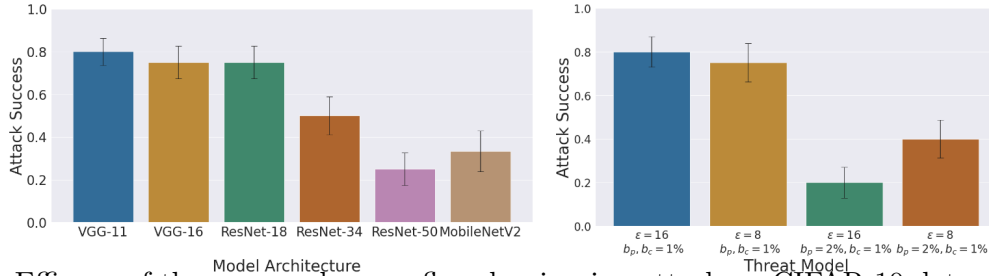 1.0
0.8
0.6
0.4
0.2
0.0
Attack Success
VGG-11 VGG-16 ResNet-18 ResNet-34 ResNet-50 MobileNetV2
Model Architecture
1.0
0.8
0.6
0.4
0.2
0.0
Attack Success
ε = 16 ε = 8 ε = 16 ε = 8
b_p, b_c = 1% b_p, b_c = 1% b_p = 2%, b_c = 1% b_p = 2%, b_c = 1%
Threat Model